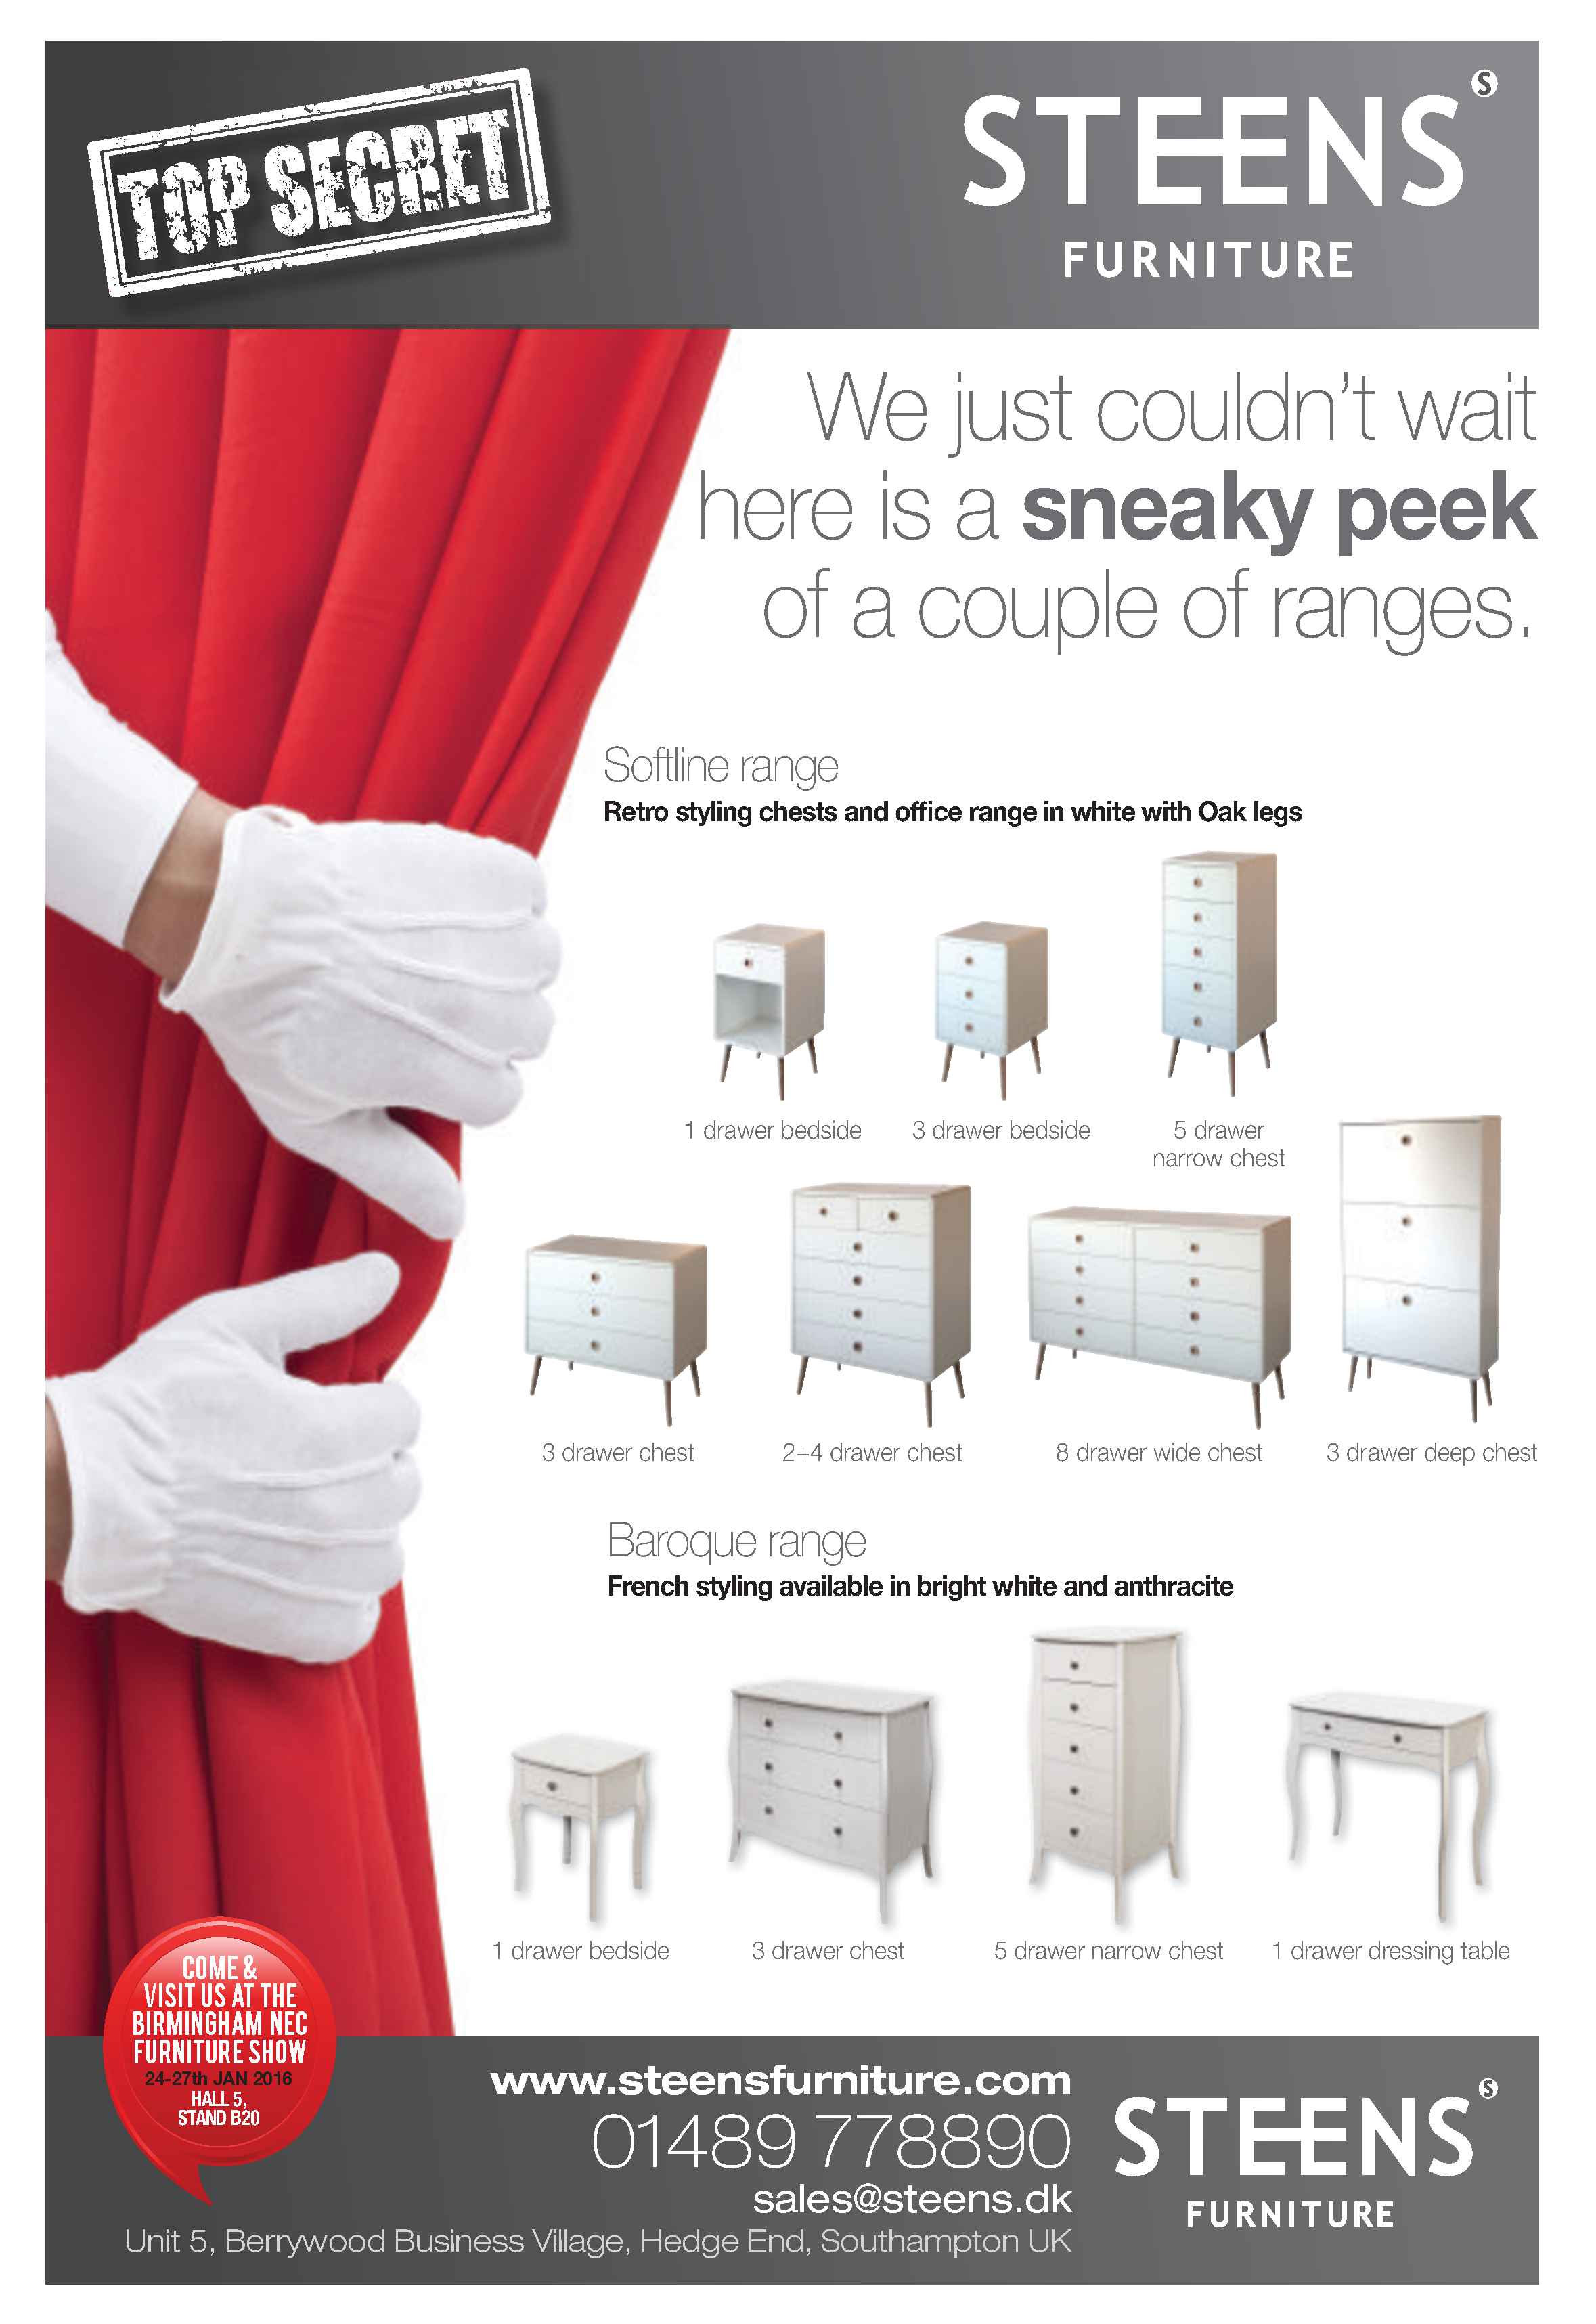 TOP SECRET
STEENS
S
FURNITURE
We just couldn't wait
here is a sneaky peek
of a couple of ranges.
Softline range
Retro styling chests and office range in white with Oak legs
1 drawer bedside
3 drawer bedside
5 drawer
narrow chest
3 drawer chest
2+4 drawer chest
8 drawer wide chest
3 drawer deep chest
Baroque range
French styling available in bright white and anthracite
1 drawer bedside
3 drawer chest
5 drawer narrow chest
1 drawer dressing table
COME &
VISIT US AT THE
BIRMINGHAM NEC
FURNITURE SHOW
24-27th JAN 2016
HALL 5,
STAND B20
www.steensfurniture.com
01489 778890
sales@steens.dk
Unit 5, Berrywood Business Village, Hedge End, Southampton UK
STEENS
S
FURNITURE